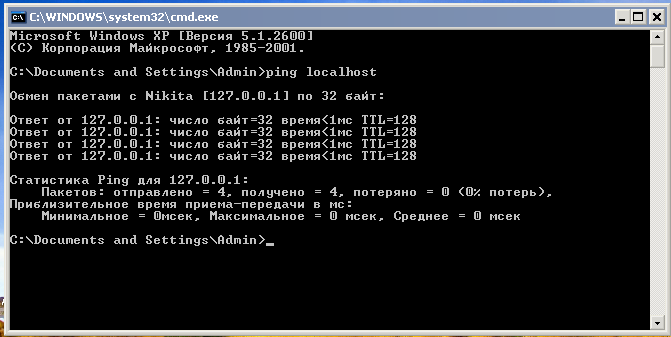 C:\WINDOWS\system32\cmd.exe
Microsoft Windows XP [Версия 5.1.2600]
(С) Корпорация Майкрософт, 1985-2001.
C:\Documents and Settings\Admin>ping localhost
Обмен пакетами с Nikita [127.0.0.1] по 32 байт:
Ответ от 127.0.0.1: число байт=32 время<1мс TTL=128
Ответ от 127.0.0.1: число байт=32 время<1мс TTL=128
Ответ от 127.0.0.1: число байт=32 время<1мс TTL=128
Ответ от 127.0.0.1: число байт=32 время<1мс TTL=128
Статистика Ping для 127.0.0.1:
Пакетов: отправлено = 4, получено = 4, потеряно = 0 (0% потерь),
Приблизительное время приема-передачи в мс:
Минимальное = 0мсек, Максимальное = 0 мсек, Среднее = 0 мсек
C:\Documents and Settings\Admin>_